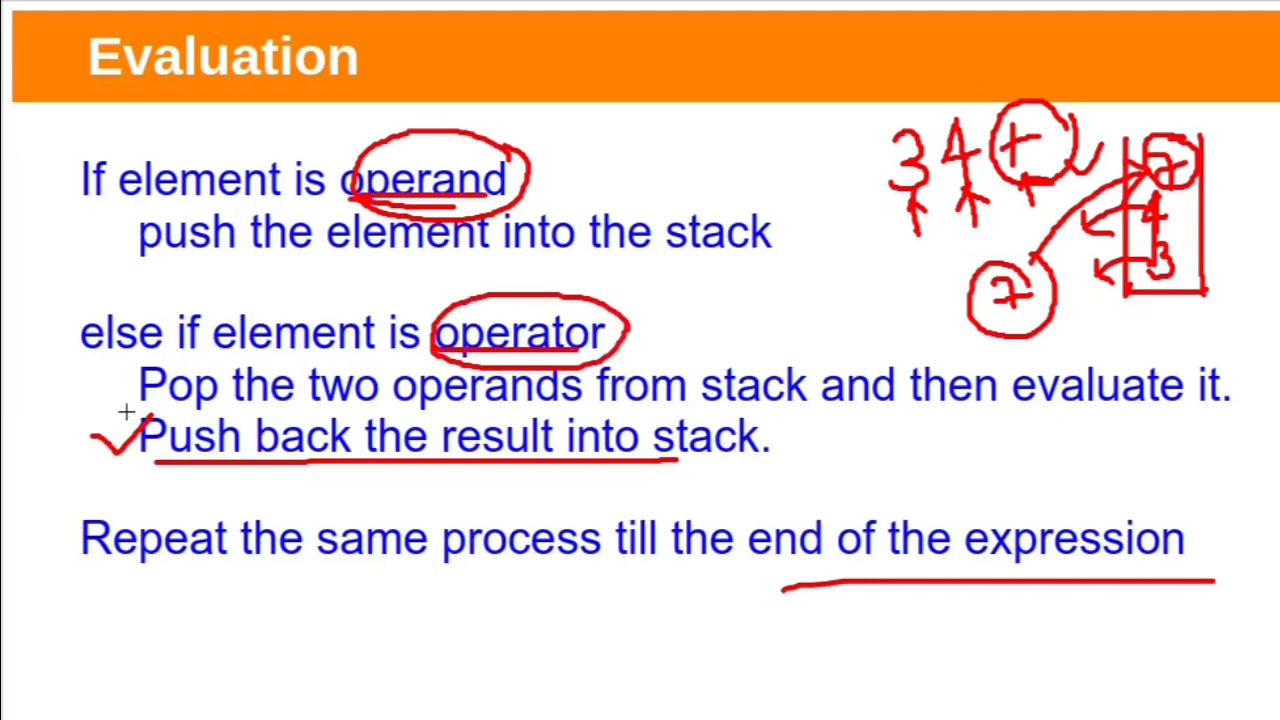 Evaluation
3 4 +
If element is operand
push the element into the stack
7
4
3
7
else if element is operator
Pop the two operands from stack and then evaluate it.
Push back the result into stack.
Repeat the same process till the end of the expression